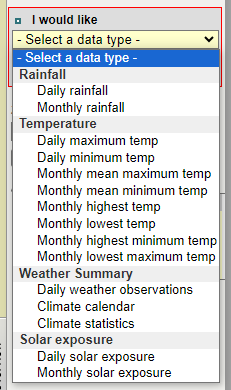 I would like
- Select a data type -
- Select a data type -
Rainfall
Daily rainfall
Monthly rainfall
Temperature
Daily maximum temp
Daily minimum temp
Monthly mean maximum temp
Monthly mean minimum temp
Monthly highest temp
Monthly lowest temp
Monthly highest minimum temp
Monthly lowest maximum temp
Weather Summary
Daily weather observations
Climate calendar
Climate statistics
Solar exposure
Daily solar exposure
Monthly solar exposure